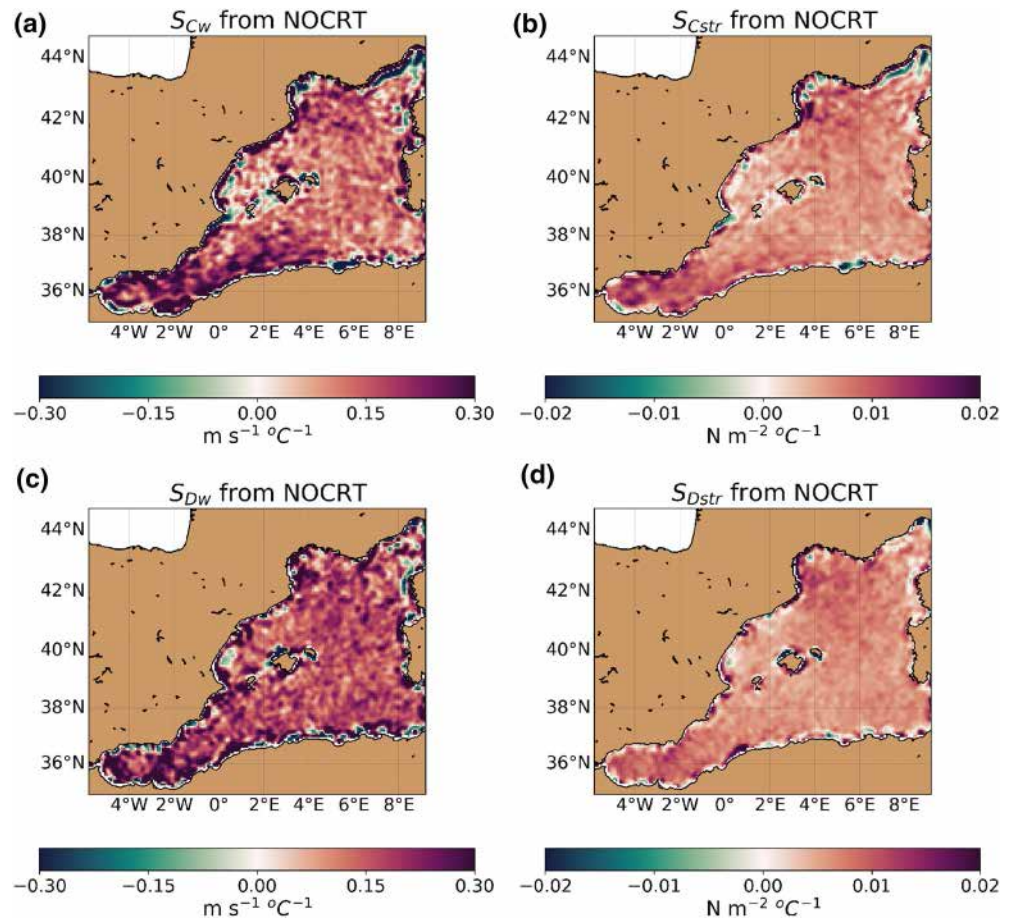 (a)
S_Cw from NOCRT
44°N
42°N
40°N
38°N
36°N
4°W 2°W 0° 2°E 4°E 6°E 8°E
−0.30 −0.15 0.00 0.15 0.30
m s⁻¹ °C⁻¹
(b)
S_Cstr from NOCRT
44°N
42°N
40°N
38°N
36°N
4°W 2°W 0° 2°E 4°E 6°E 8°E
−0.02 −0.01 0.00 0.01 0.02
N m⁻² °C⁻¹
(c)
S_Dw from NOCRT
44°N
42°N
40°N
38°N
36°N
4°W 2°W 0° 2°E 4°E 6°E 8°E
−0.30 −0.15 0.00 0.15 0.30
m s⁻¹ °C⁻¹
(d)
S_Dstr from NOCRT
44°N
42°N
40°N
38°N
36°N
4°W 2°W 0° 2°E 4°E 6°E 8°E
−0.02 −0.01 0.00 0.01 0.02
N m⁻² °C⁻¹